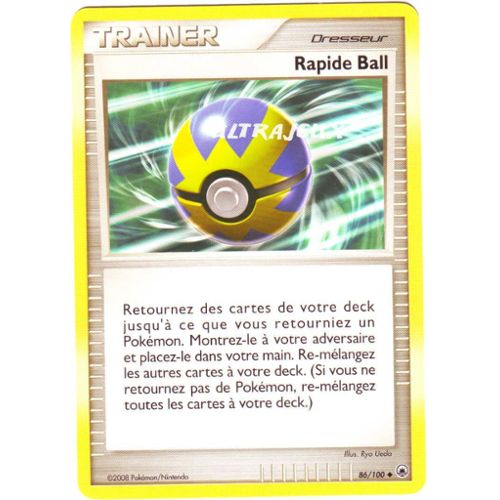 TRAINER
Dresseur
Rapide Ball
ULTRAJEUX
Retournez des cartes de votre deck
jusqu'à ce que vous retourniez un
Pokémon. Montrez-le à votre adversaire
et placez-le dans votre main. Re-mélangez
les autres cartes à votre deck. (Si vous ne
retournez pas de Pokémon, re-mélangez
toutes les cartes à votre deck.)
Illus. Ryo Ueda
©2008 Pokémon/Nintendo
86/100